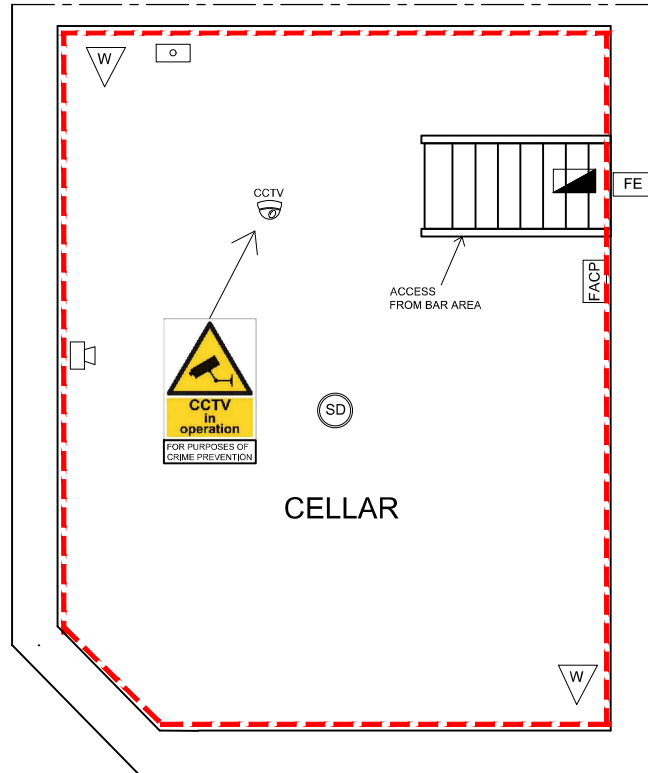 W
CCTV
FE
FACP
ACCESS
FROM BAR AREA
CCTV
in
operation
FOR PURPOSES OF
CRIME PREVENTION
SD
CELLAR
W